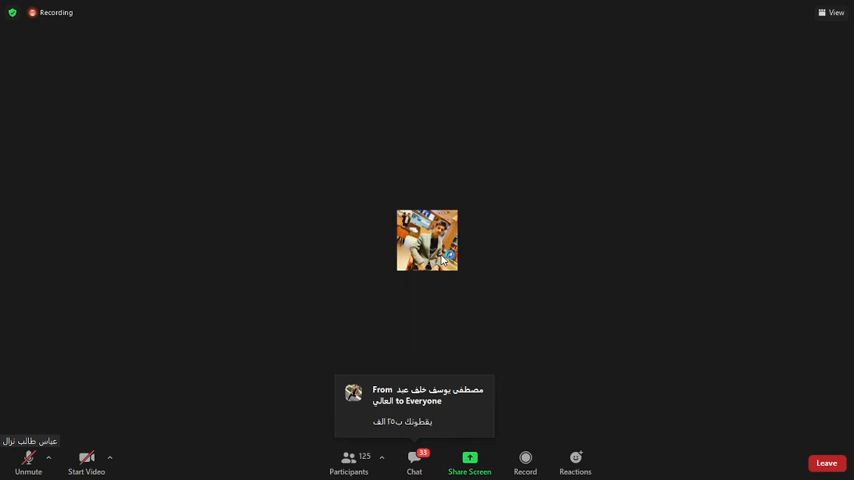 Recording
View
From مصطفى يوسف خلف عبد
العالي to Everyone
يقطونك ب٢٥ الف
عباس طالب نزال
Unmute
Start Video
125
Participants
33
Chat
Share Screen
Record
Reactions
Leave